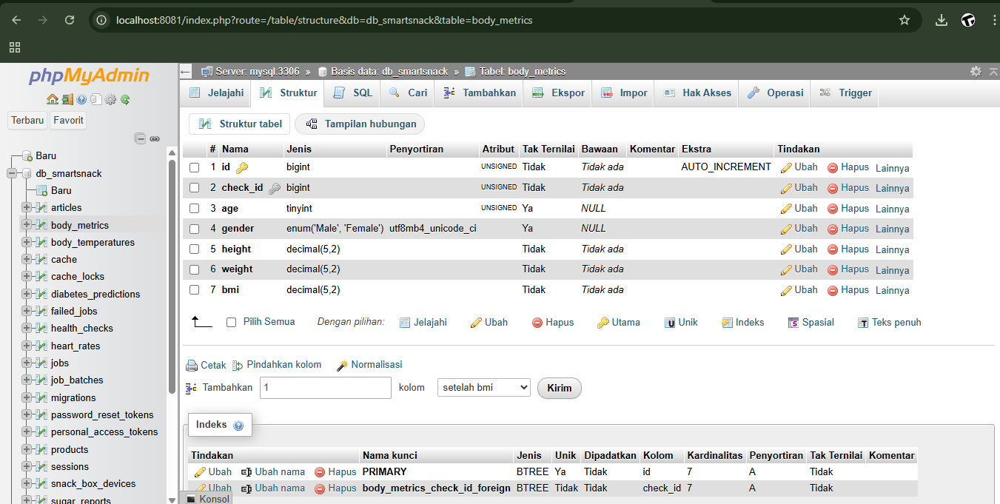 localhost:8081/index.php?route=/table/structure&db=db_smartsnack&table=body_metrics
phpMyAdmin
Terbaru Favorit
Baru
db_smartsnack
Baru
articles
body_metrics
body_temperatures
cache
cache_locks
diabetes_predictions
failed_jobs
health_checks
heart_rates
jobs
job_batches
migrations
password_reset_tokens
personal_access_tokens
products
sessions
snack_box_devices
sugar_reports
Server: mysql:3306 » Basis data: db_smartsnack » Tabel: body_metrics
Jelajahi Struktur SQL Cari Tambahkan Ekspor Impor Hak Akses Operasi Trigger
Struktur tabel Tampilan hubungan
# Nama Jenis Penyortiran Atribut Tak Ternilai Bawaan Komentar Ekstra Tindakan
1 id bigint UNSIGNED Tidak Tidak ada AUTO_INCREMENT Ubah Hapus Lainnya
2 check_id bigint UNSIGNED Tidak Tidak ada Ubah Hapus Lainnya
3 age tinyint UNSIGNED Ya NULL Ubah Hapus Lainnya
4 gender enum('Male', 'Female') utf8mb4_unicode_ci Ya NULL Ubah Hapus Lainnya
5 height decimal(5,2) Tidak Tidak ada Ubah Hapus Lainnya
6 weight decimal(5,2) Tidak Tidak ada Ubah Hapus Lainnya
7 bmi decimal(5,2) Tidak Tidak ada Ubah Hapus Lainnya
Pilih Semua Dengan pilihan: Jelajahi Ubah Hapus Utama Unik Indeks Spasial Teks penuh
Cetak Pindahkan kolom Normalisasi
Tambahkan 1 kolom setelah bmi Kirim
Indeks
Tindakan Nama kunci Jenis Unik Dipadatkan Kolom Kardinalitas Penyortiran Tak Ternilai Komentar
Ubah Ubah nama Hapus PRIMARY BTREE Ya Tidak id 7 A Tidak
Ubah Ubah nama Hapus body_metrics_check_id_foreign BTREE Tidak Tidak check_id 7 A Tidak
Konsol